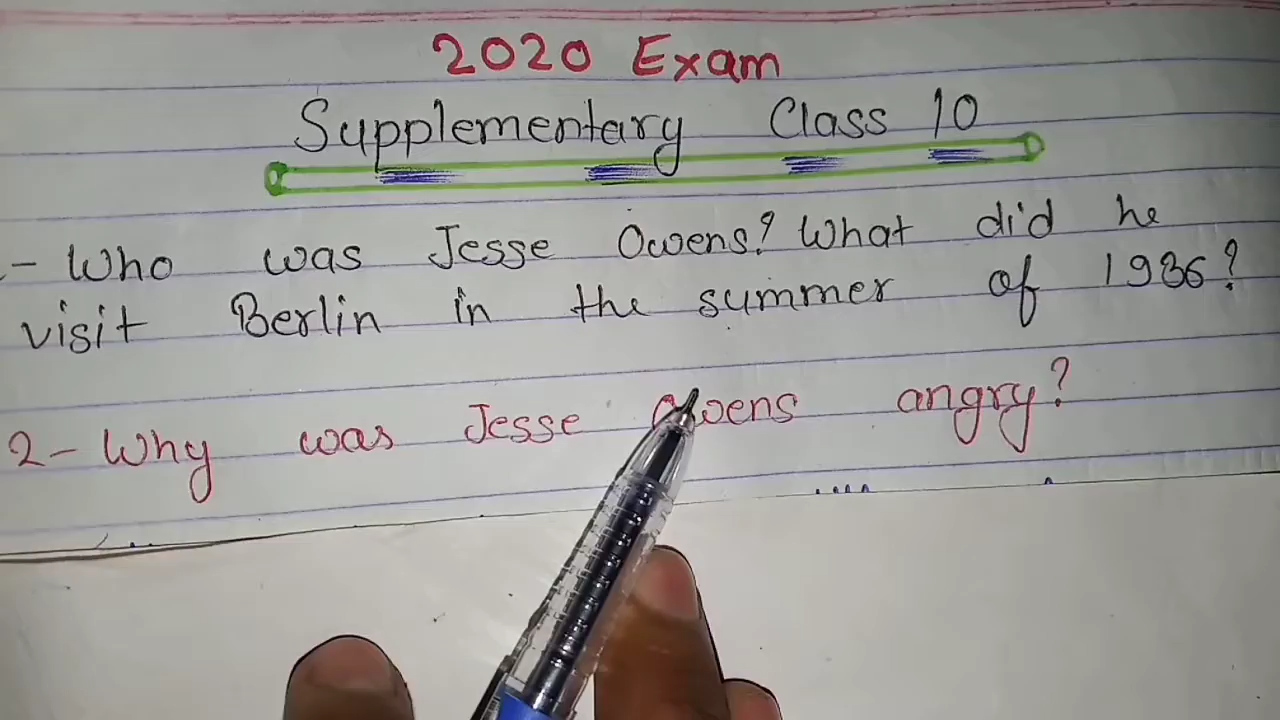 2020 Exam
Supplementary Class 10
- Who was Jesse Owens? What did he
visit Berlin in the summer of 1936?
2- Why was Jesse Owens angry?